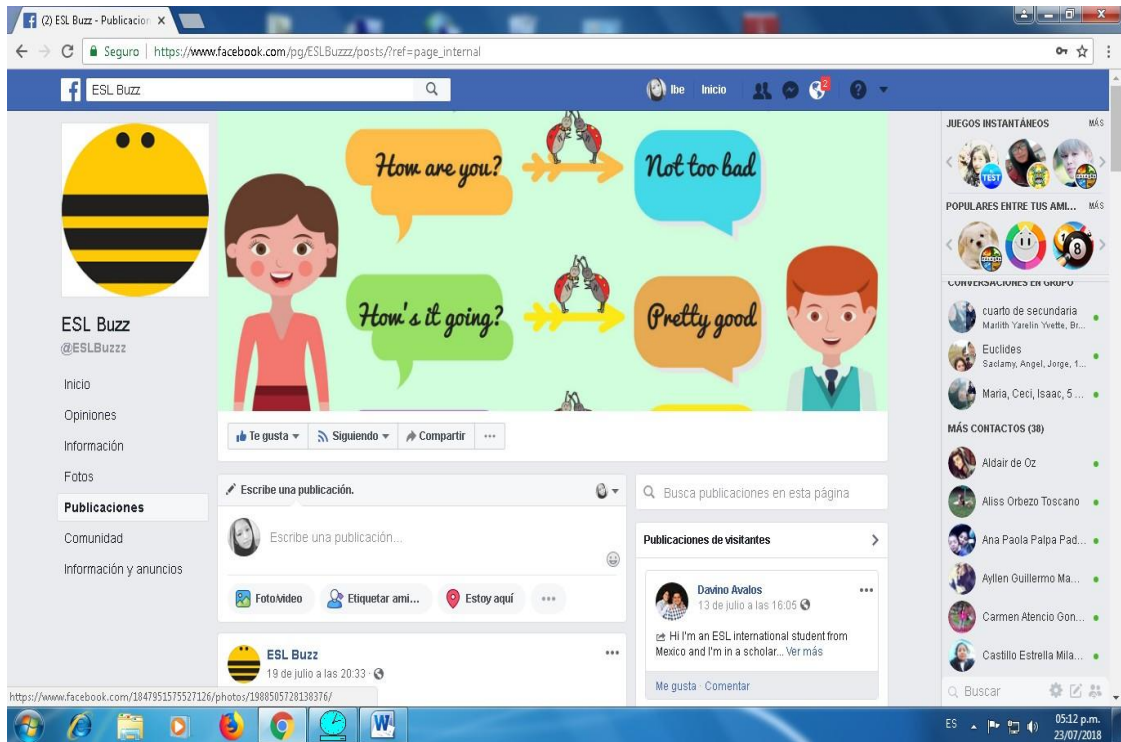 (2) ESL Buzz - Publicacion
Seguro | https://www.facebook.com/pg/ESLBuzzz/posts/?ref=page_internal
ESL Buzz
Ibe Inicio
2
How are you? Not too bad
How's it going? Pretty good
ESL Buzz
@ESLBuzzz
Inicio
Opiniones
Información
Fotos
Publicaciones
Comunidad
Información y anuncios
Te gusta Siguiendo Compartir ...
Escribe una publicación.
Escribe una publicación...
Foto/video Etiquetar ami... Estoy aquí ...
ESL Buzz
19 de julio a las 20:33
Busca publicaciones en esta página
Publicaciones de visitantes
Davino Avalos
13 de julio a las 16:05
Hi I'm an ESL international student from
Mexico and I'm in a scholar... Ver más
Me gusta · Comentar
JUEGOS INSTANTÁNEOS MÁS
TEST
POPULARES ENTRE TUS AMI... MÁS
8
CONVERSACIONES EN GRUPO
cuarto de secundaria
Marlith Yarelin Yvette, Br...
Euclides
Saclamy, Angel, Jorge, 1...
Maria, Ceci, Isaac, 5 ...
MÁS CONTACTOS (38)
Aldair de Oz
Aliss Orbezo Toscano
Ana Paola Palpa Pad...
Ayllen Guillermo Ma...
Carmen Atencio Gon...
Castillo Estrella Mila...
Buscar
https://www.facebook.com/1847951575527126/photos/1988505728138376/
ES 05:12 p.m.
23/07/2018